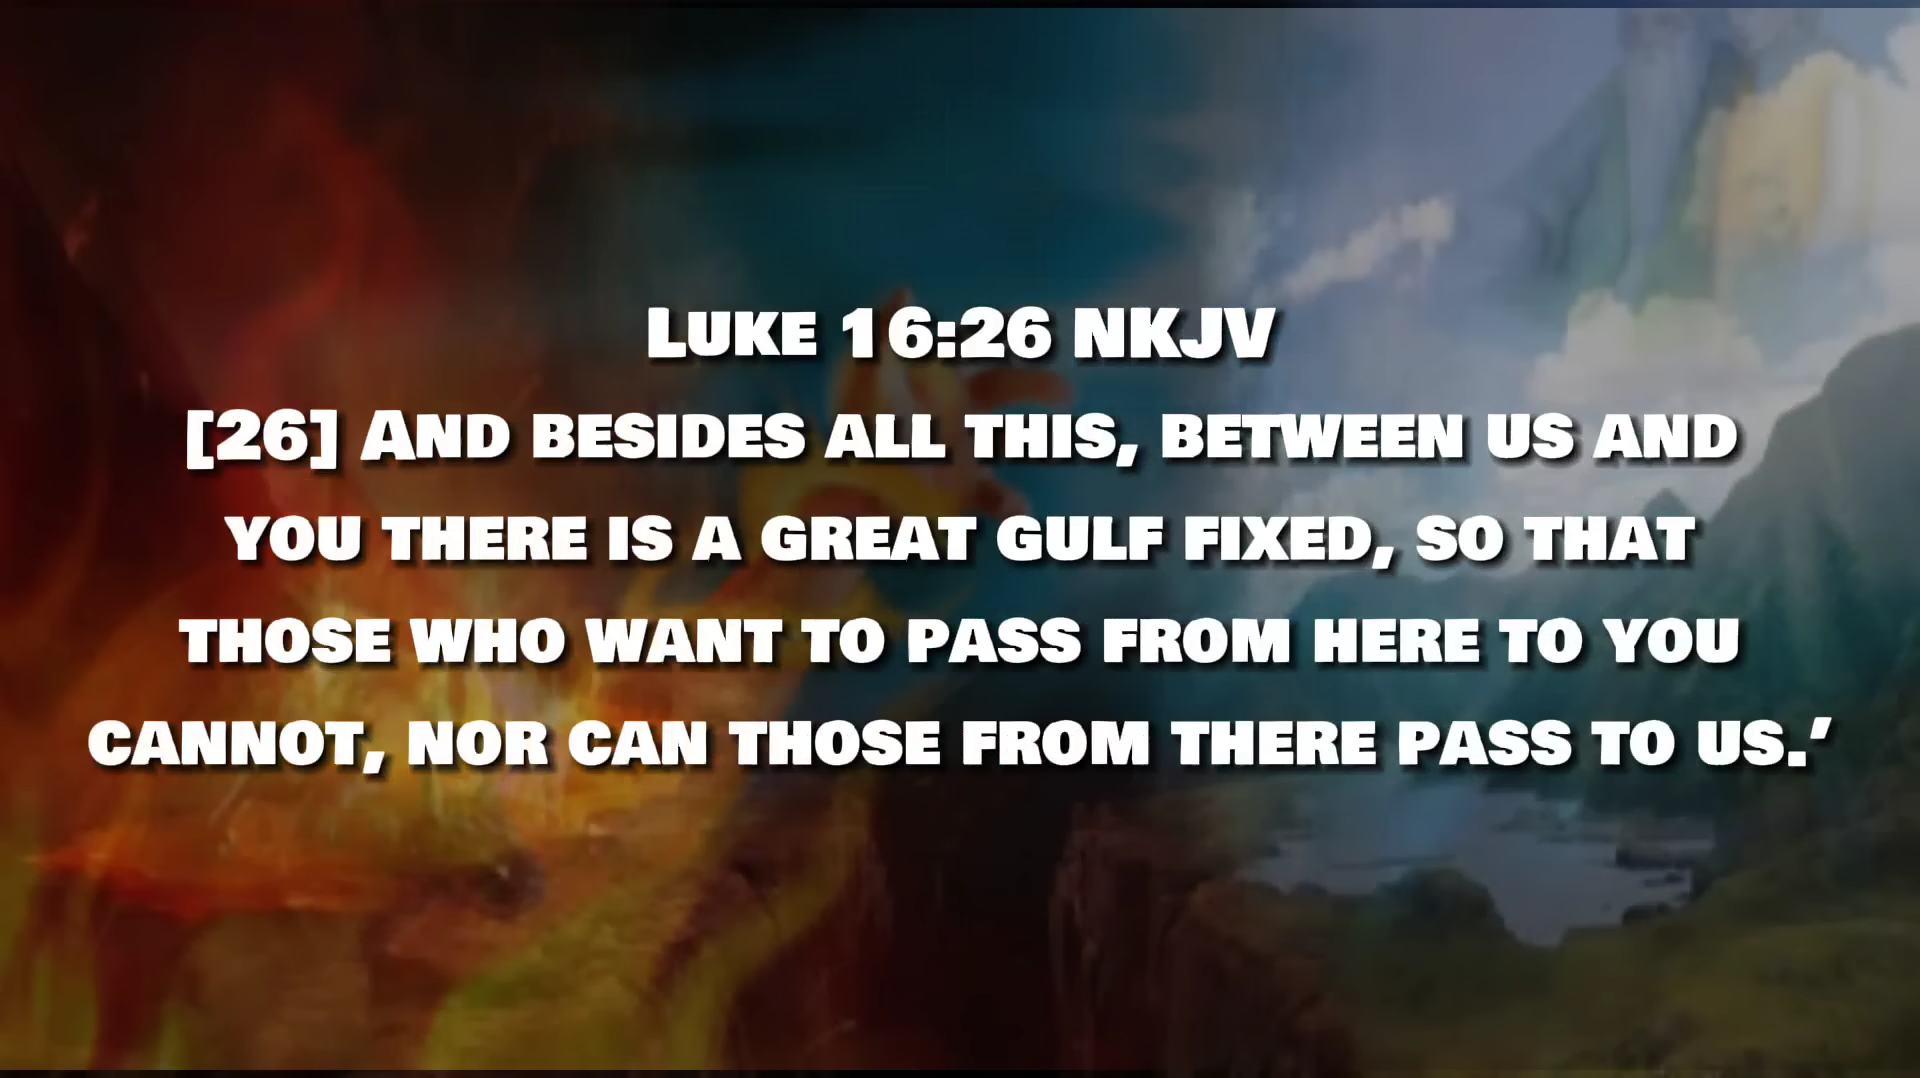 Luke 16:26 NKJV
[26] And besides all this, between us and
you there is a great gulf fixed, so that
those who want to pass from here to you
cannot, nor can those from there pass to us.’